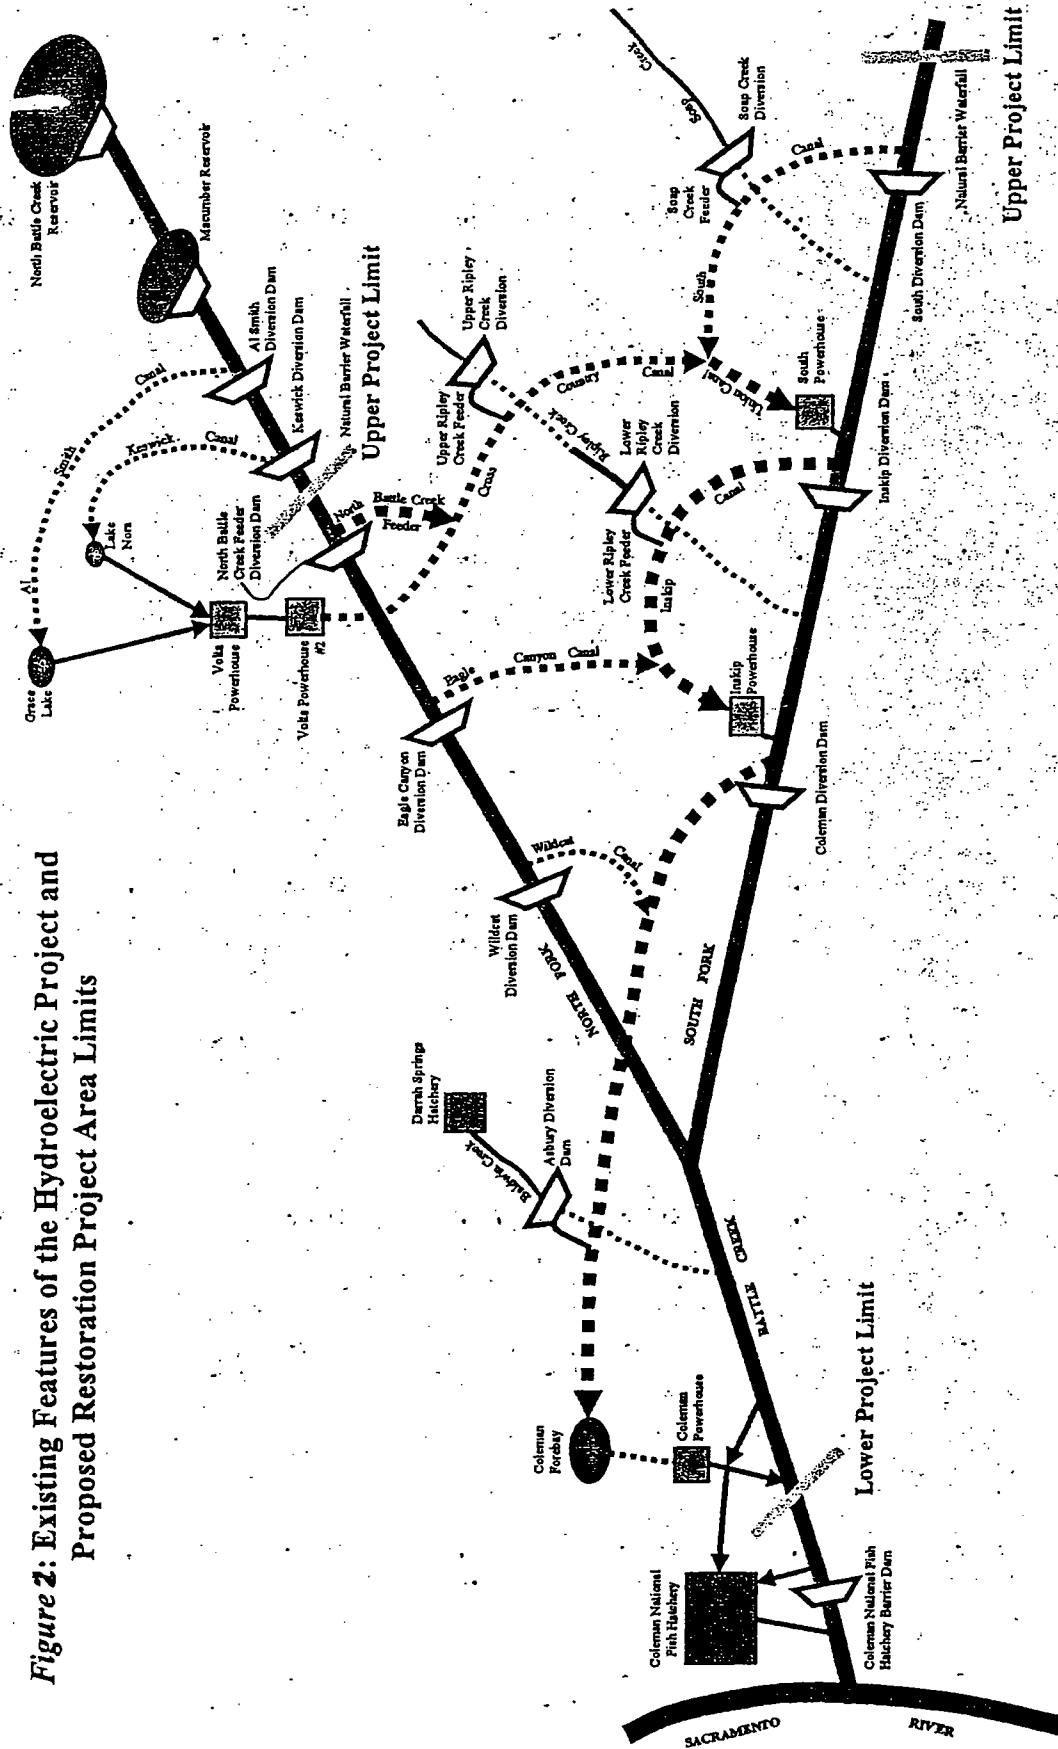 Figure 2: Existing Features of the Hydroelectric Project and
Proposed Restoration Project Area Limits
North Battle Creek
Reservoir
Macumber Reservoir
Al Smith
Diversion Dam
Keswick Diversion Dam
Natural Barrier Waterfall
Upper Project Limit
Al Smith Canal
Keswick Canal
Grace
Lake
Lake
Nora
Volta
Powerhouse
Volta Powerhouse
#2
North Battle
Creek Feeder
Diversion Dam
North Battle Creek
Feeder
Cross Country Canal
Upper Ripley
Creek
Diversion
Upper Ripley
Creek Feeder
Ripley Creek
Lower
Ripley
Creek
Diversion
Lower Ripley
Creek Feeder
Soap Creek
Soap Creek
Diversion
Soap
Creek
Feeder
South Canal
Union Canal
South
Powerhouse
Natural Barrier Waterfall
Upper Project Limit
South Diversion Dam
Inskip Diversion Dam
Inskip Canal
Inskip
Powerhouse
Eagle Canyon Canal
Eagle Canyon
Diversion Dam
Coleman Diversion Dam
Wildcat Canal
Wildcat
Diversion Dam
NORTH FORK
SOUTH FORK
Darrah Springs
Hatchery
Baldwin Creek
Asbury Diversion
Dam
BATTLE CREEK
Coleman
Forebay
Coleman
Powerhouse
Lower Project Limit
Coleman National
Fish Hatchery
Coleman National Fish
Hatchery Barrier Dam
SACRAMENTO RIVER